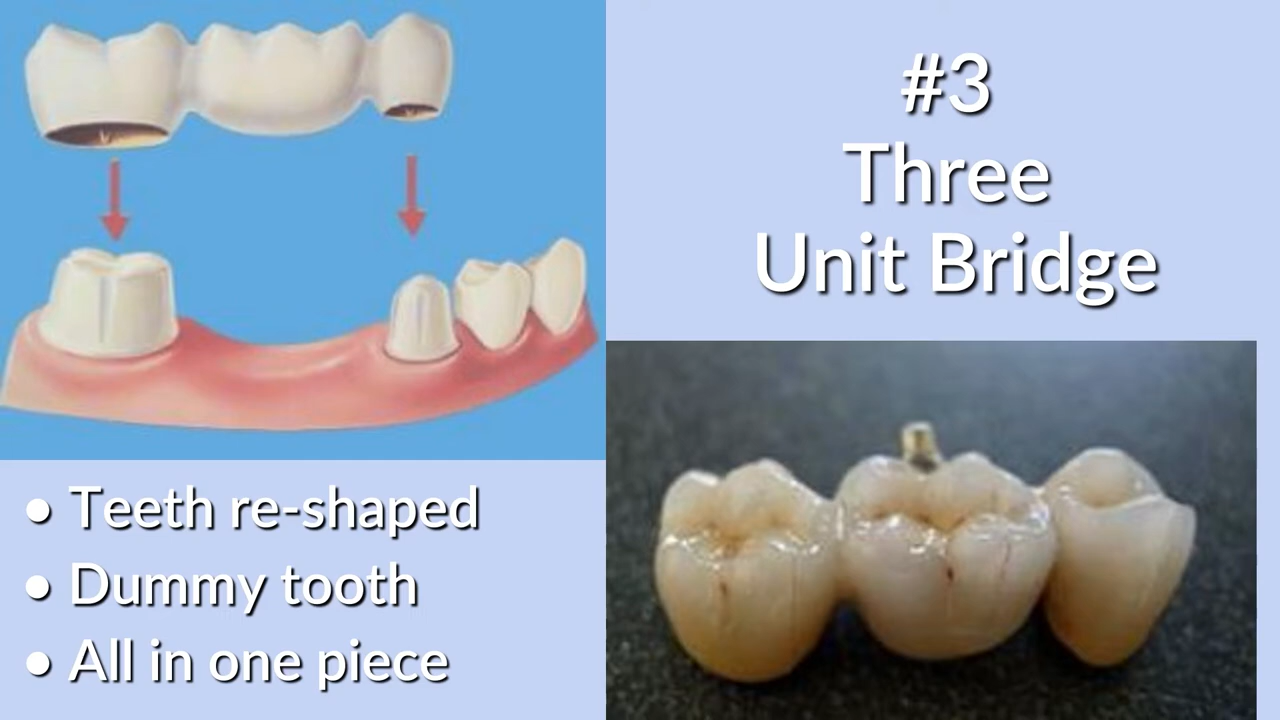 #3
Three
Unit Bridge
• Teeth re-shaped
• Dummy tooth
• All in one piece